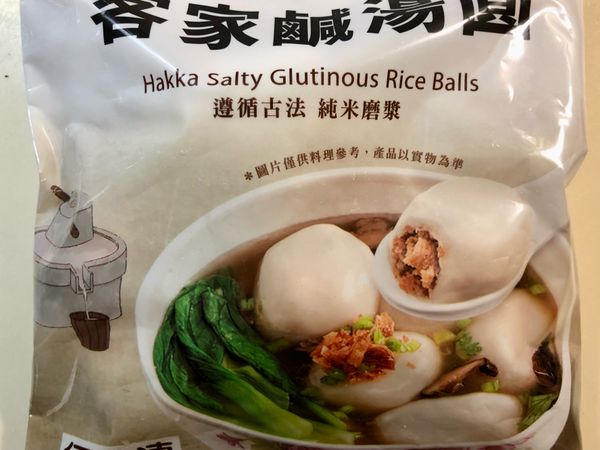 客家鹹湯圓
Hakka Salty Glutinous Rice Balls
遵循古法 純米磨漿
*圖片僅供料理參考，產品以實物為準